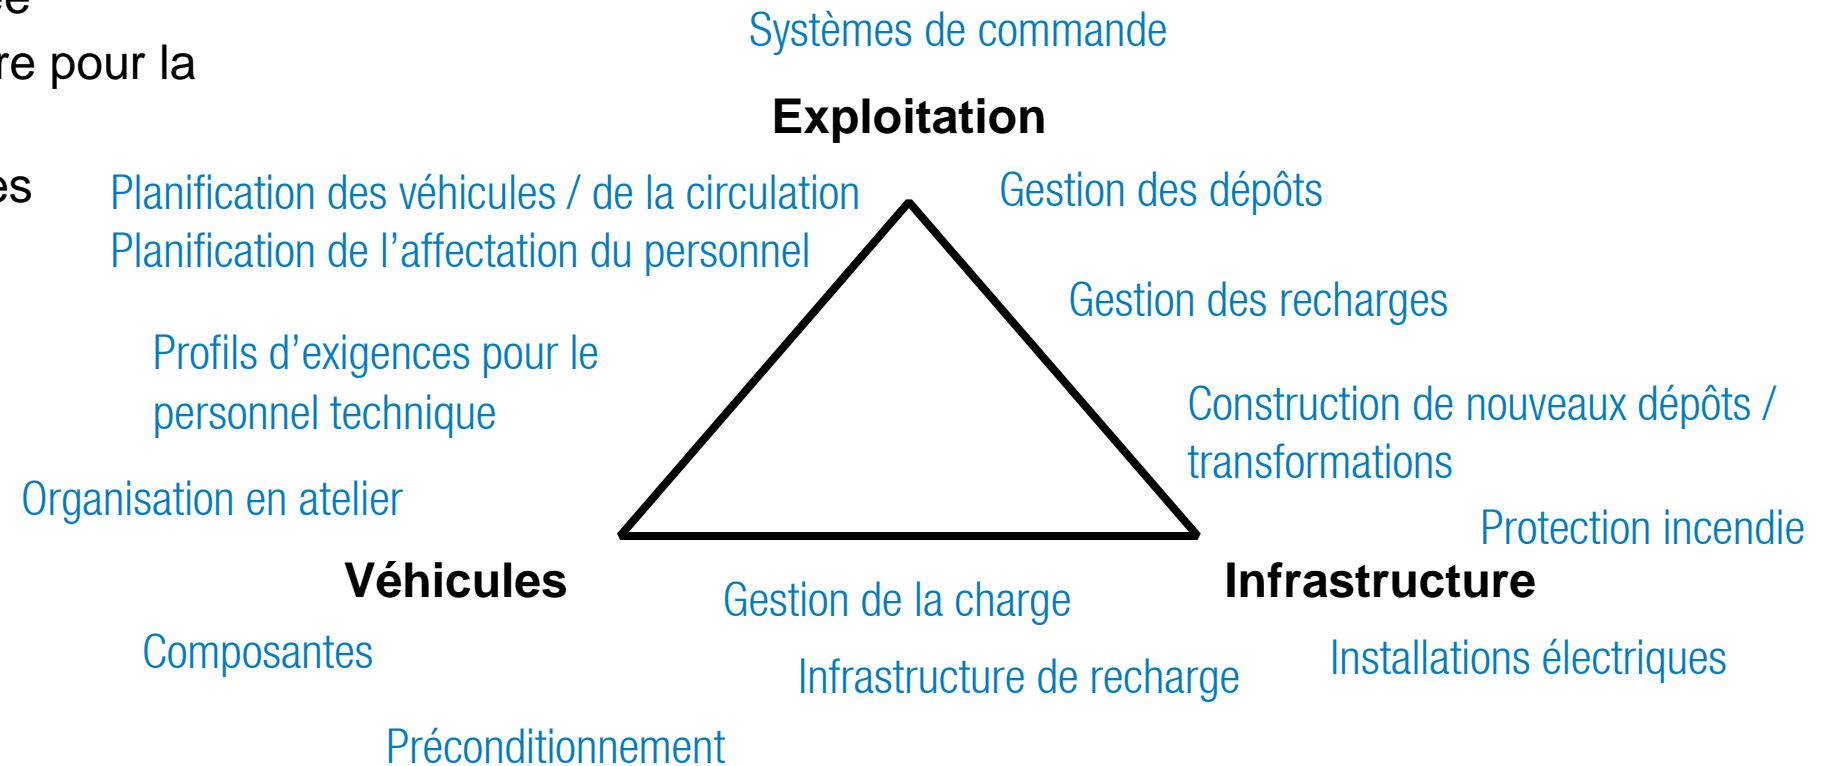 re pour la
Systèmes de commande
Exploitation
Planification des véhicules / de la circulation
Planification de l’affectation du personnel
Gestion des dépôts
Gestion des recharges
Profils d’exigences pour le
personnel technique
Construction de nouveaux dépôts /
transformations
Organisation en atelier
Protection incendie
Véhicules
Infrastructure
Gestion de la charge
Composantes
Infrastructure de recharge
Installations électriques
Préconditionnement